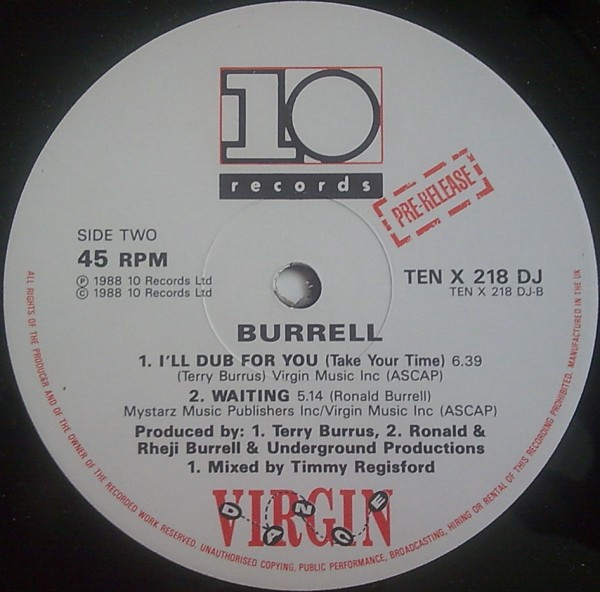 10
records
PRE-RELEASE
SIDE TWO
45 RPM
℗ 1988 10 Records Ltd
© 1988 10 Records Ltd
TEN X 218 DJ
TEN X 218 DJ-B
BURRELL
1. I'LL DUB FOR YOU (Take Your Time) 6.39
(Terry Burrus) Virgin Music Inc (ASCAP)
2. WAITING 5.14 (Ronald Burrell)
Mystarz Music Publishers Inc/Virgin Music Inc (ASCAP)
Produced by: 1. Terry Burrus, 2. Ronald &
Rheji Burrell & Underground Productions
1. Mixed by Timmy Regisford
VIRGIN
DANCE
ALL RIGHTS OF THE PRODUCER AND OF THE OWNER OF THE RECORDED WORK RESERVED. UNAUTHORISED COPYING, PUBLIC PERFORMANCE, BROADCASTING, HIRING OR RENTAL OF THIS RECORDING PROHIBITED. MANUFACTURED IN THE UK